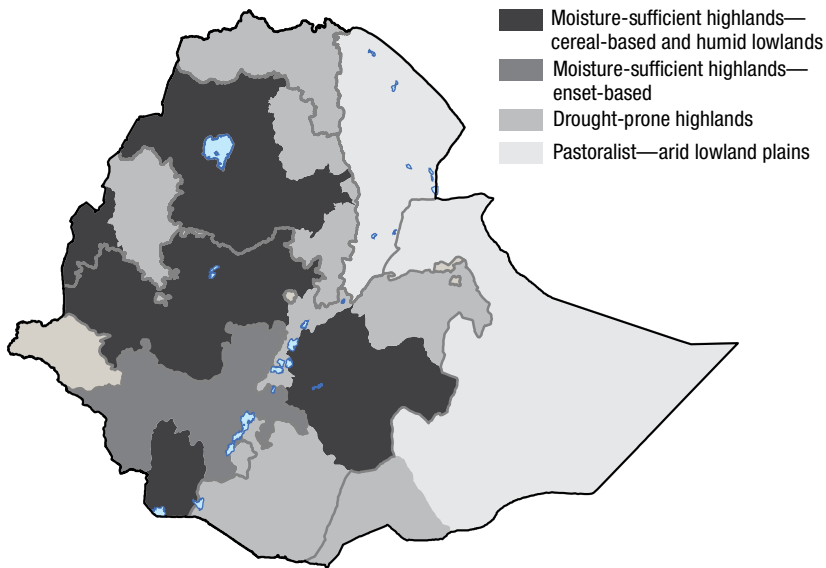 Moisture-sufficient highlands—
cereal-based and humid lowlands
Moisture-sufficient highlands—
enset-based
Drought-prone highlands
Pastoralist—arid lowland plains